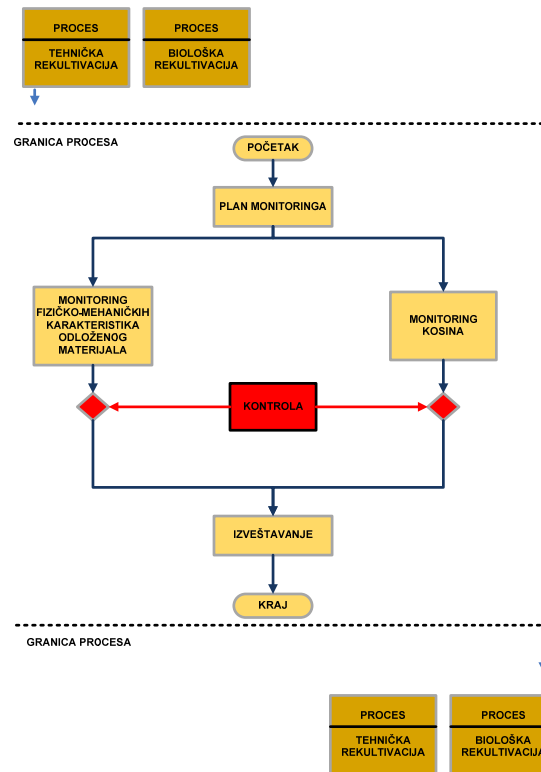 PROCES
TEHNIČKA
REKULTIVACIJA
PROCES
BIOLOŠKA
REKULTIVACIJA
GRANICA PROCESA
POČETAK
PLAN MONITORINGA
MONITORING
FIZIČKO-MEHANIČKIH
KARAKTERISTIKA
ODLOŽENOG
MATERIJALA
MONITORING
KOSINA
KONTROLA
IZVEŠTAVANJE
KRAJ
GRANICA PROCESA
PROCES
TEHNIČKA
REKULTIVACIJA
PROCES
BIOLOŠKA
REKULTIVACIJA